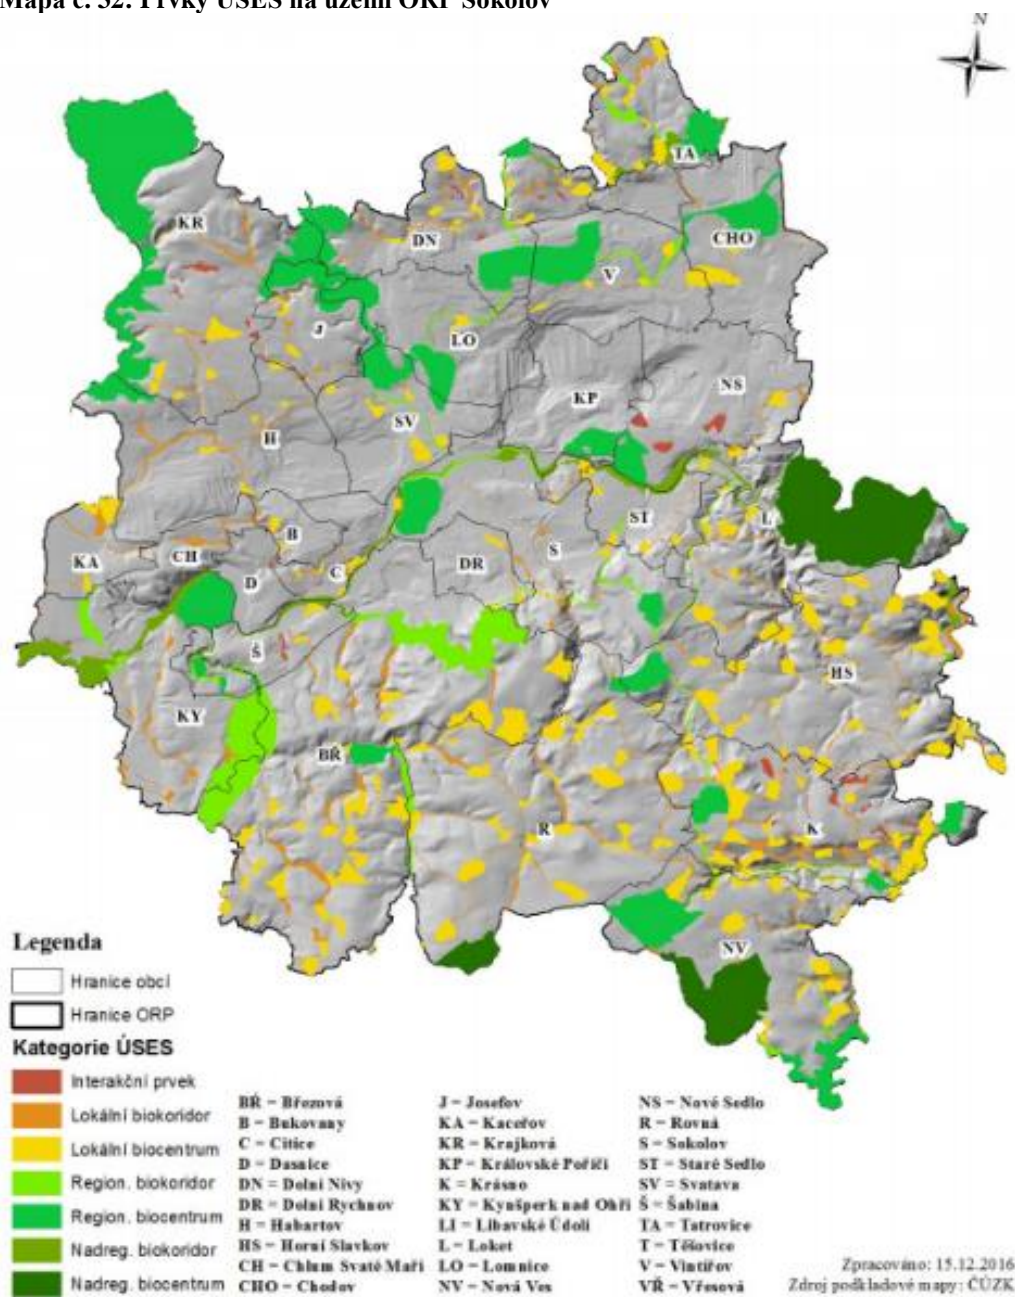 Mapa č. 32: Prvky ÚSES na území ORP Sokolov
N
TA
KR
DN
CHO
V
J
LO
KP
NS
SV
H
B
ST
L
KA
CH
D
C
DR
S
Š
HS
KY
BŘ
R
K
NV
Legenda
Hranice obcí
Hranice ORP
Kategorie ÚSES
Interakční prvek
Lokální biokoridor
Lokální biocentrum
Region. biokoridor
Region. biocentrum
Nadreg. biokoridor
Nadreg. biocentrum
BŘ = Březová
B = Bukovany
C = Citice
D = Dasnice
DN = Dolní Nivy
DR = Dolní Rychnov
H = Habartov
HS = Horní Slavkov
CH = Chlum Svaté Maří
CHO = Chodov
J = Josefov
KA = Kaceřov
KR = Krajková
KP = Královské Poříčí
K = Krásno
KY = Kynšperk nad Ohří
LI = Libavské Údolí
L = Loket
LO = Lomnice
NV = Nová Ves
NS = Nové Sedlo
R = Rovná
S = Sokolov
ST = Staré Sedlo
SV = Svatava
Š = Šabina
TA = Tatrovice
T = Těšovice
V = Vintířov
VŘ = Vřesová
Zpracováno: 15.12.2016
Zdroj podkladové mapy: ČÚZK